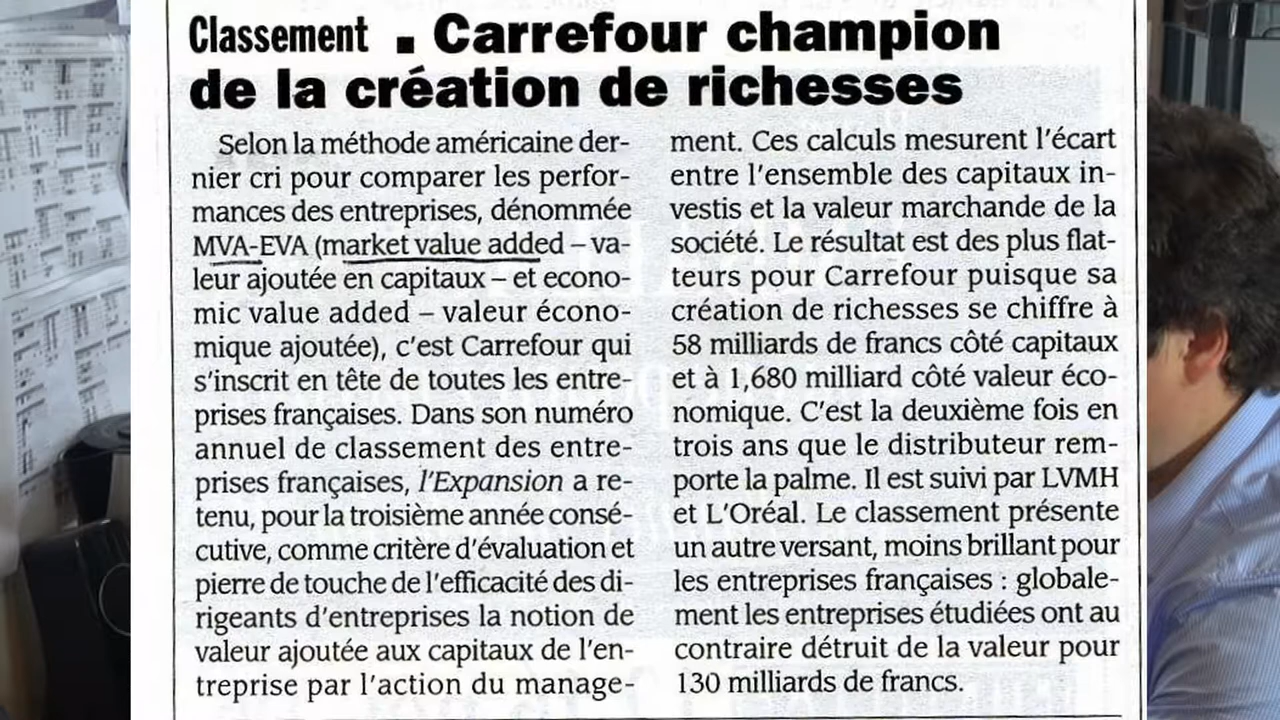 Classement ▪ Carrefour champion
de la création de richesses
Selon la méthode américaine der-
nier cri pour comparer les perfor-
mances des entreprises, dénommée
MVA-EVA (market value added – va-
leur ajoutée en capitaux – et econo-
mic value added – valeur écono-
mique ajoutée), c'est Carrefour qui
s'inscrit en tête de toutes les entre-
prises françaises. Dans son numéro
annuel de classement des entre-
prises françaises, l'Expansion a re-
tenu, pour la troisième année consé-
cutive, comme critère d'évaluation et
pierre de touche de l'efficacité des di-
rigeants d'entreprises la notion de
valeur ajoutée aux capitaux de l'en-
treprise par l'action du manage-
ment. Ces calculs mesurent l'écart
entre l'ensemble des capitaux in-
vestis et la valeur marchande de la
société. Le résultat est des plus flat-
teurs pour Carrefour puisque sa
création de richesses se chiffre à
58 milliards de francs côté capitaux
et à 1,680 milliard côté valeur éco-
nomique. C'est la deuxième fois en
trois ans que le distributeur rem-
porte la palme. Il est suivi par LVMH
et L'Oréal. Le classement présente
un autre versant, moins brillant pour
les entreprises françaises : globale-
ment les entreprises étudiées ont au
contraire détruit de la valeur pour
130 milliards de francs.